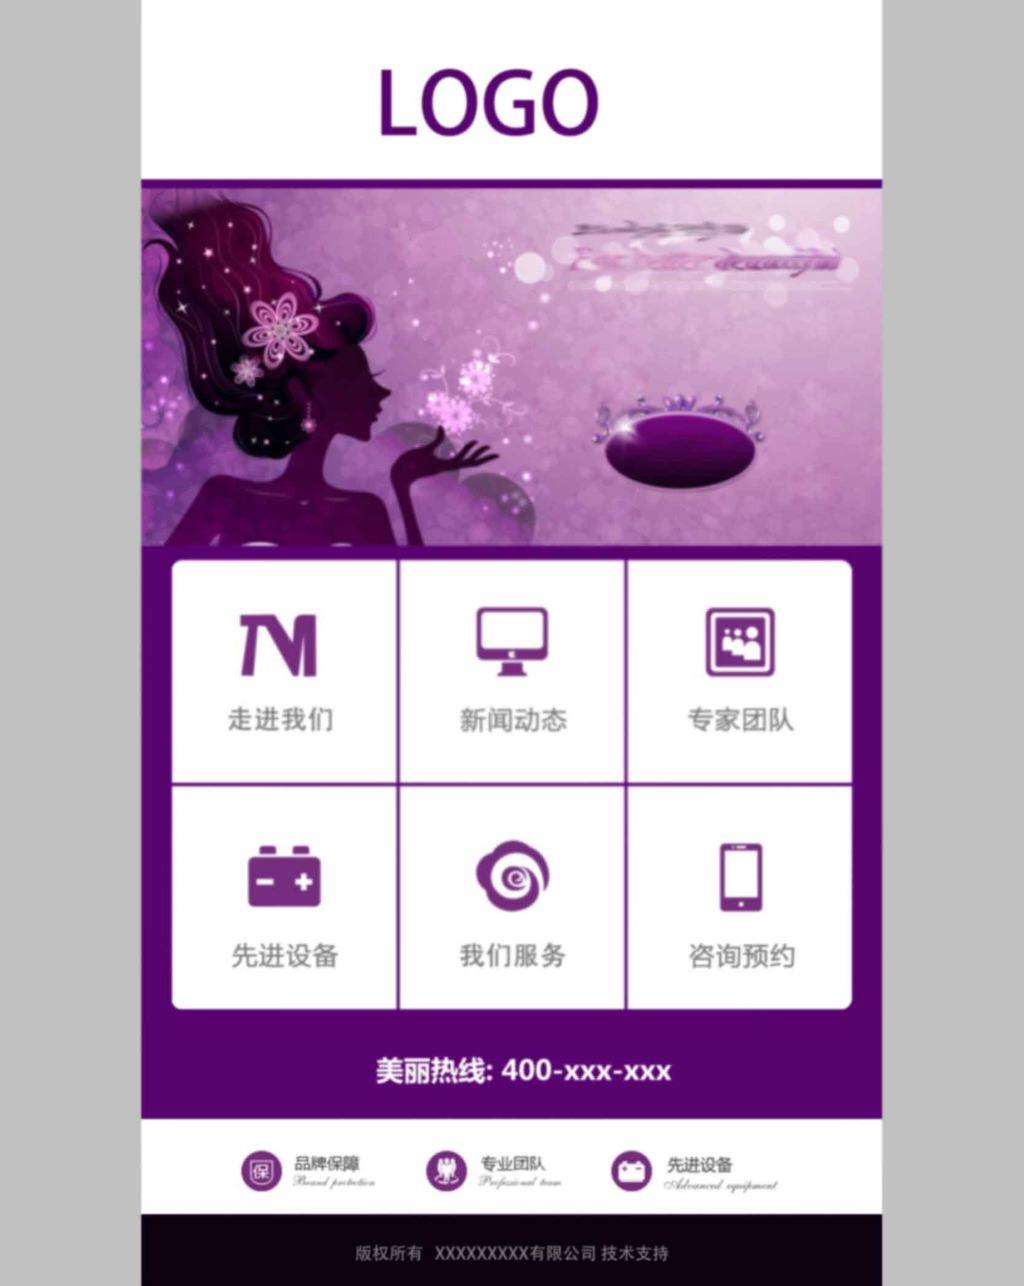 LOGO
走进我们
新闻动态
专家团队
先进设备
我们服务
咨询预约
美丽热线: 400-xxx-xxx
品牌保障
Brand protection
专业团队
Professional team
先进设备
Advanced equipment
版权所有 XXXXXXXXX有限公司 技术支持